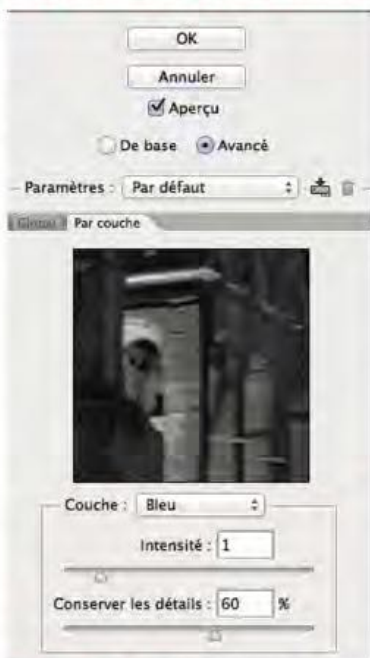 OK
Annuler
Aperçu
De base Avancé
Paramètres : Par défaut
Par couche
Couche : Bleu
Intensité : 1
Conserver les détails : 60 %